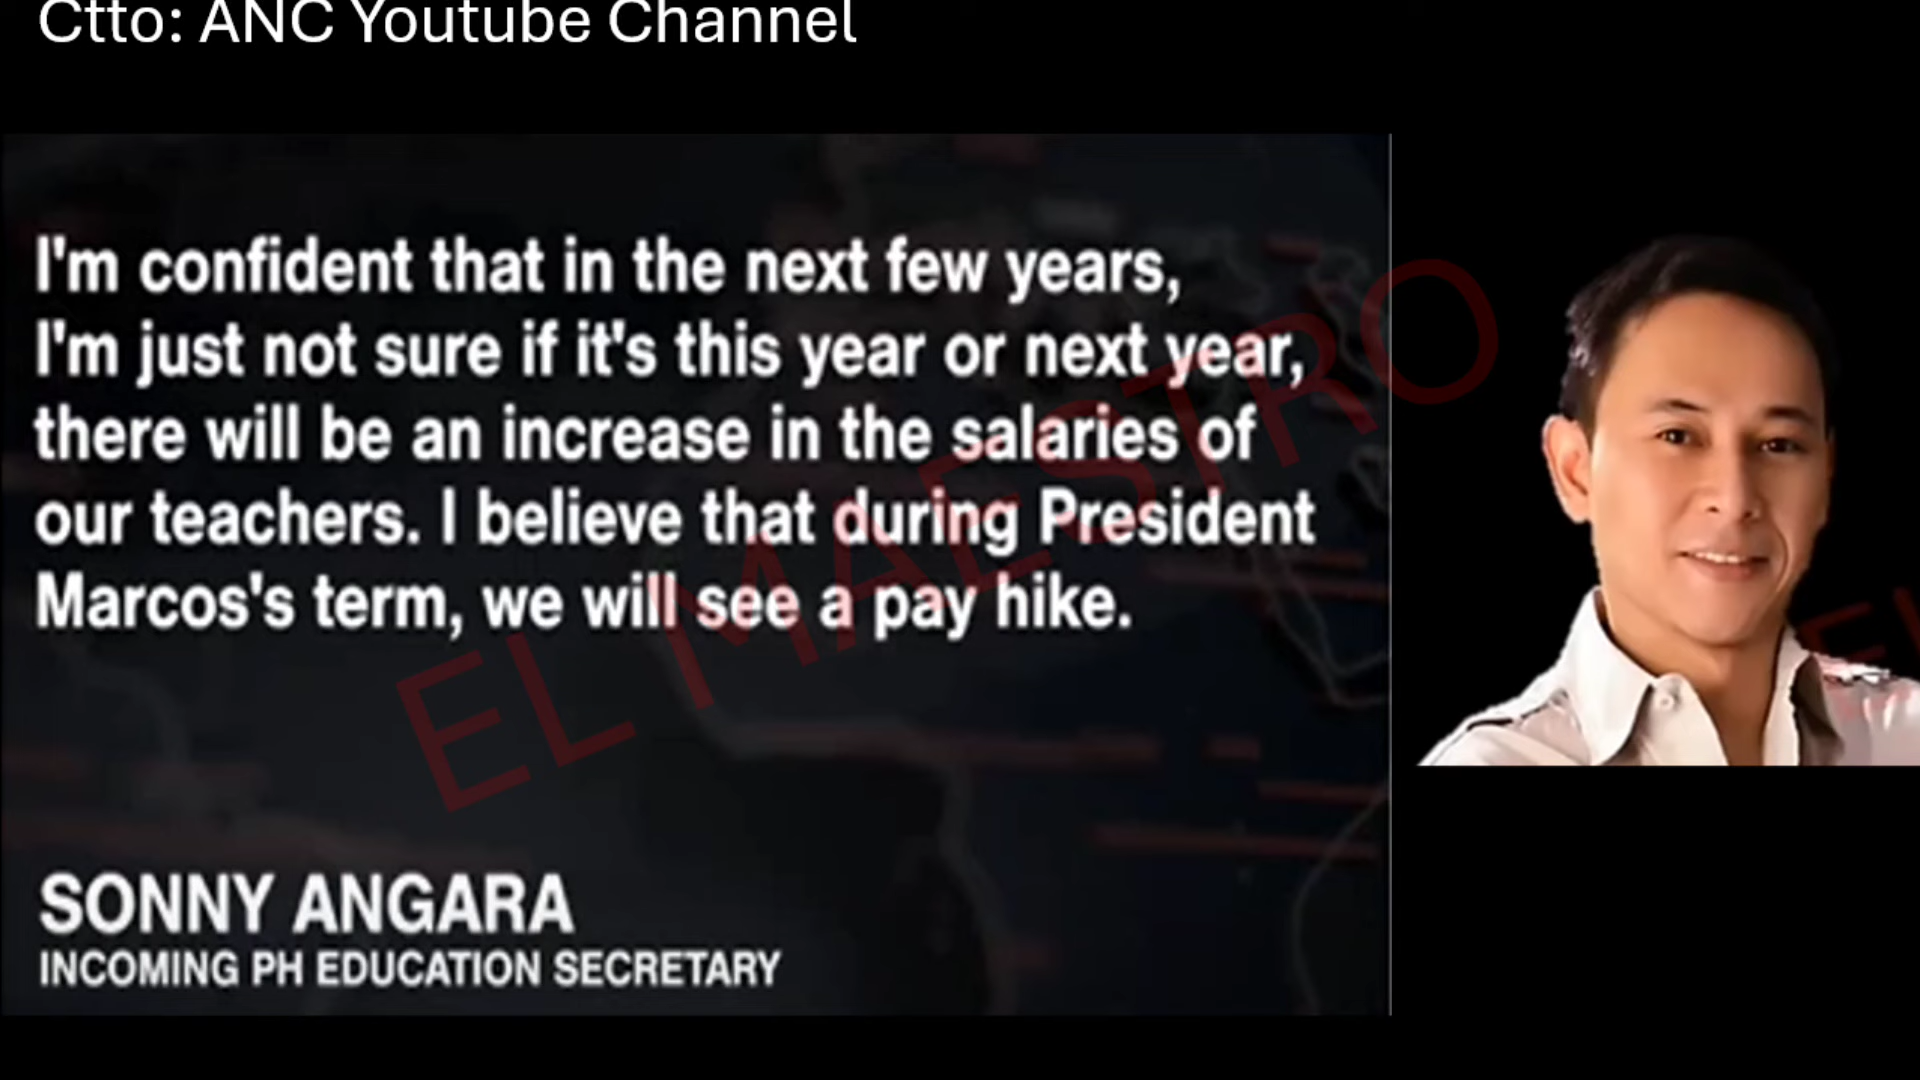 Ctto: ANC Youtube Channel
I'm confident that in the next few years,
I'm just not sure if it's this year or next year,
there will be an increase in the salaries of
our teachers. I believe that during President
Marcos's term, we will see a pay hike.
EL MAESTRO
SONNY ANGARA
INCOMING PH EDUCATION SECRETARY